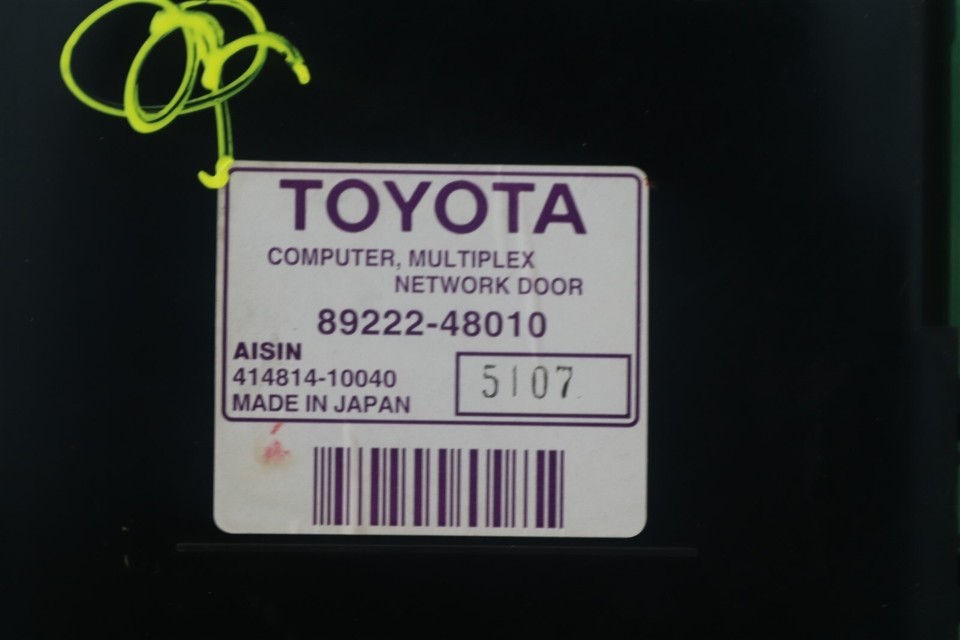 TOYOTA
COMPUTER, MULTIPLEX
NETWORK DOOR
89222-48010
AISIN
414814-10040
MADE IN JAPAN
5107